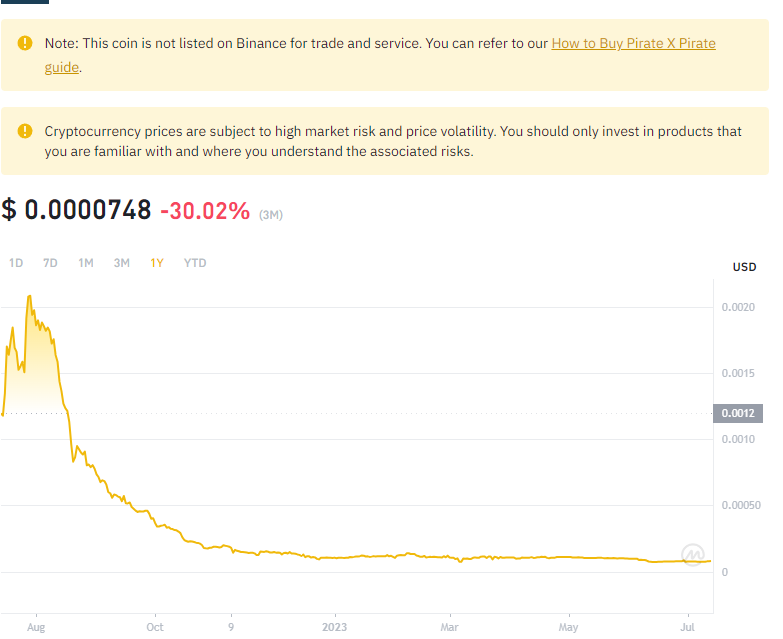 Note: This coin is not listed on Binance for trade and service. You can refer to our How to Buy Pirate X Pirate
guide.
Cryptocurrency prices are subject to high market risk and price volatility. You should only invest in products that
you are familiar with and where you understand the associated risks.
$ 0.0000748 -30.02% (3M)
1D 7D 1M 3M 1Y YTD
USD
0.0020
0.0015
0.0012
0.0010
0.00050
0
Aug Oct 9 2023 Mar May Jul